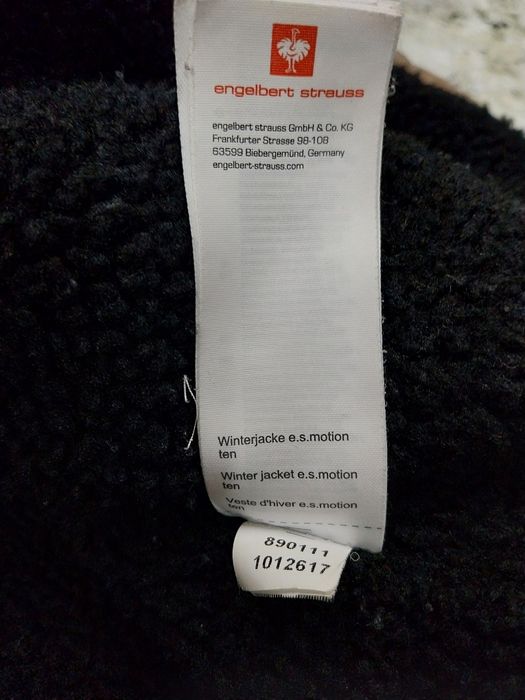 engelbert strauss
engelbert strauss GmbH & Co. KG
Frankfurter Strasse 98-108
63599 Biebergemünd, Germany
engelbert-strauss.com
Winterjacke e.s.motion
ten
Winter jacket e.s.motion
ten
Veste d'hiver e.s.motion
ten
890111
1012617